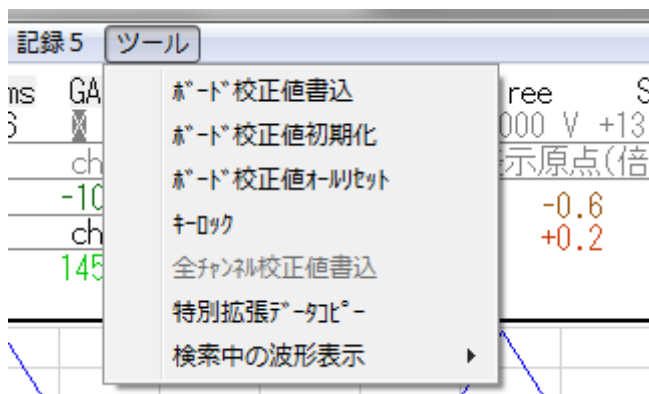 記録5 ツール
ms GA
ree S
000 V +13
ch
示原点(倍
-10
-0.6
ch
+0.2
145
ﾎﾞｰﾄﾞ校正値書込
ﾎﾞｰﾄﾞ校正値初期化
ﾎﾞｰﾄﾞ校正値ｵｰﾙﾘｾｯﾄ
ｷｰﾛｯｸ
全ﾁｬﾝﾈﾙ校正値書込
特別拡張ﾃﾞｰﾀｺﾋﾟｰ
検索中の波形表示